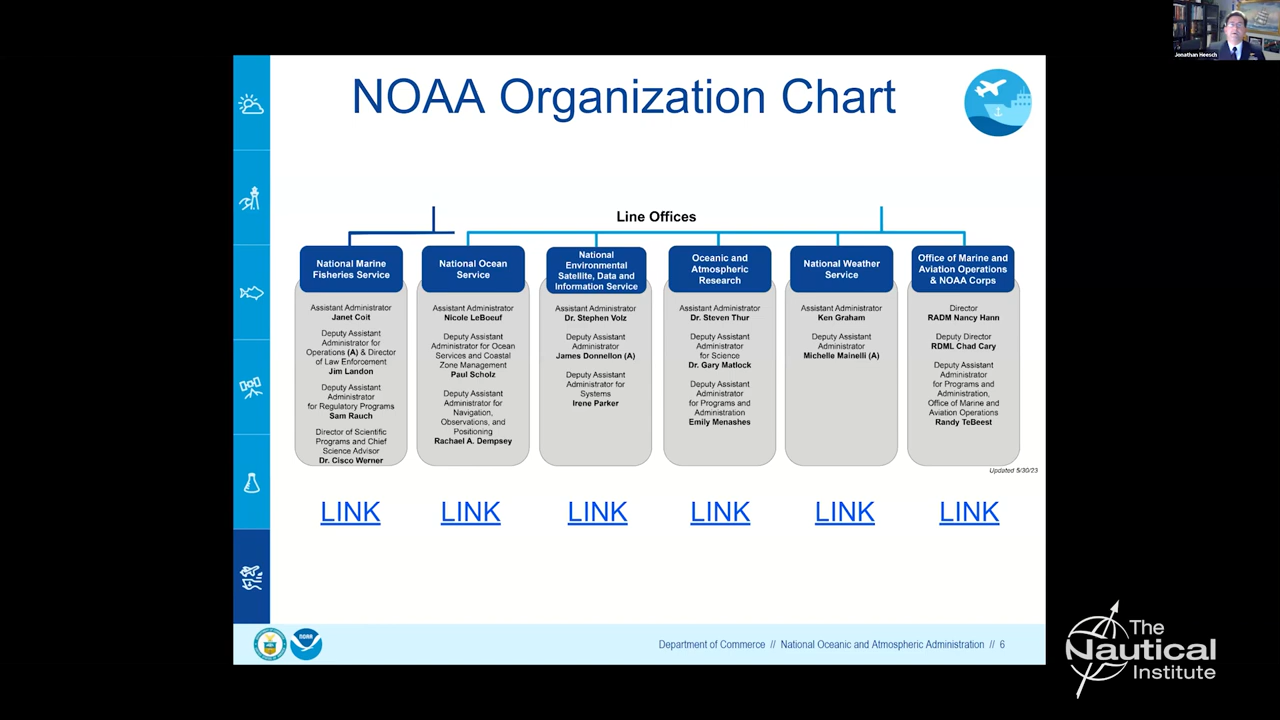 Jonathan Heesch
NOAA Organization Chart
Line Offices
National Marine
Fisheries Service
Assistant Administrator
Janet Coit
Deputy Assistant
Administrator for
Operations (A) & Director
of Law Enforcement
Jim Landon
Deputy Assistant
Administrator
for Regulatory Programs
Sam Rauch
Director of Scientific
Programs and Chief
Science Advisor
Dr. Cisco Werner
National Ocean
Service
Assistant Administrator
Nicole LeBoeuf
Deputy Assistant
Administrator for Ocean
Services and Coastal
Zone Management
Paul Scholz
Deputy Assistant
Administrator for
Navigation,
Observations, and
Positioning
Rachael A. Dempsey
National
Environmental
Satellite, Data and
Information Service
Assistant Administrator
Dr. Stephen Volz
Deputy Assistant
Administrator
James Donnellon (A)
Deputy Assistant
Administrator for
Systems
Irene Parker
Oceanic and
Atmospheric
Research
Assistant Administrator
Dr. Steven Thur
Deputy Assistant
Administrator
for Science
Dr. Gary Matlock
Deputy Assistant
Administrator
for Programs and
Administration
Emily Menashes
National Weather
Service
Assistant Administrator
Ken Graham
Deputy Assistant
Administrator
Michelle Mainelli (A)
Office of Marine and
Aviation Operations
& NOAA Corps
Director
RADM Nancy Hann
Deputy Director
RDML Chad Cary
Deputy Assistant
Administrator
for Programs and
Administration,
Office of Marine and
Aviation Operations
Randy TeBeest
Updated 5/30/23
LINK
LINK
LINK
LINK
LINK
LINK
NOAA
Department of Commerce // National Oceanic and Atmospheric Administration // 6
The
Nautical
Institute